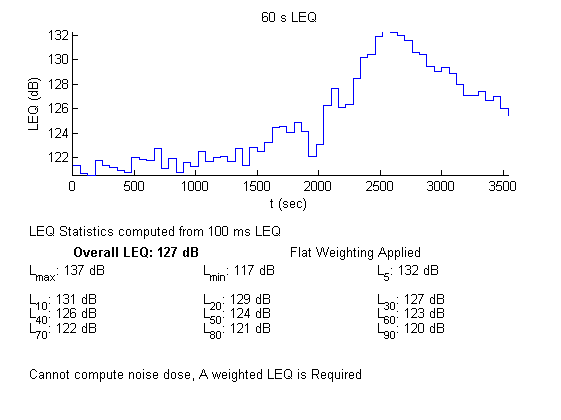 60 s LEQ
132
130
128
126
124
122
LEQ (dB)
0 500 1000 1500 2000 2500 3000 3500
t (sec)
LEQ Statistics computed from 100 ms LEQ
Overall LEQ: 127 dB Flat Weighting Applied
Lmax: 137 dB Lmin: 117 dB L5: 132 dB
L10: 131 dB L20: 129 dB L30: 127 dB
L40: 126 dB L50: 124 dB L60: 123 dB
L70: 122 dB L80: 121 dB L90: 120 dB
Cannot compute noise dose, A weighted LEQ is Required